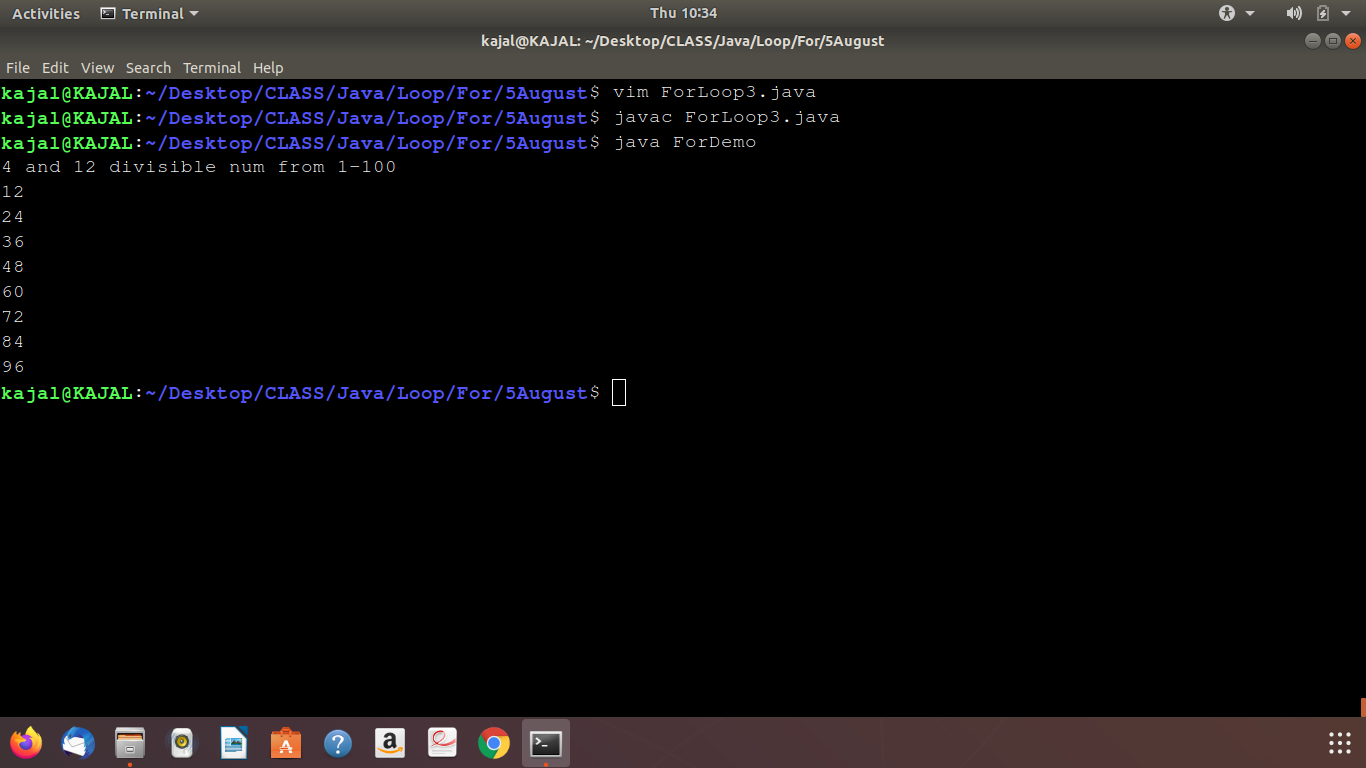 Activities Terminal Thu 10:34
kajal@KAJAL: ~/Desktop/CLASS/Java/Loop/For/5August
File Edit View Search Terminal Help
kajal@KAJAL:~/Desktop/CLASS/Java/Loop/For/5August$ vim ForLoop3.java
kajal@KAJAL:~/Desktop/CLASS/Java/Loop/For/5August$ javac ForLoop3.java
kajal@KAJAL:~/Desktop/CLASS/Java/Loop/For/5August$ java ForDemo
4 and 12 divisible num from 1-100
12
24
36
48
60
72
84
96
kajal@KAJAL:~/Desktop/CLASS/Java/Loop/For/5August$